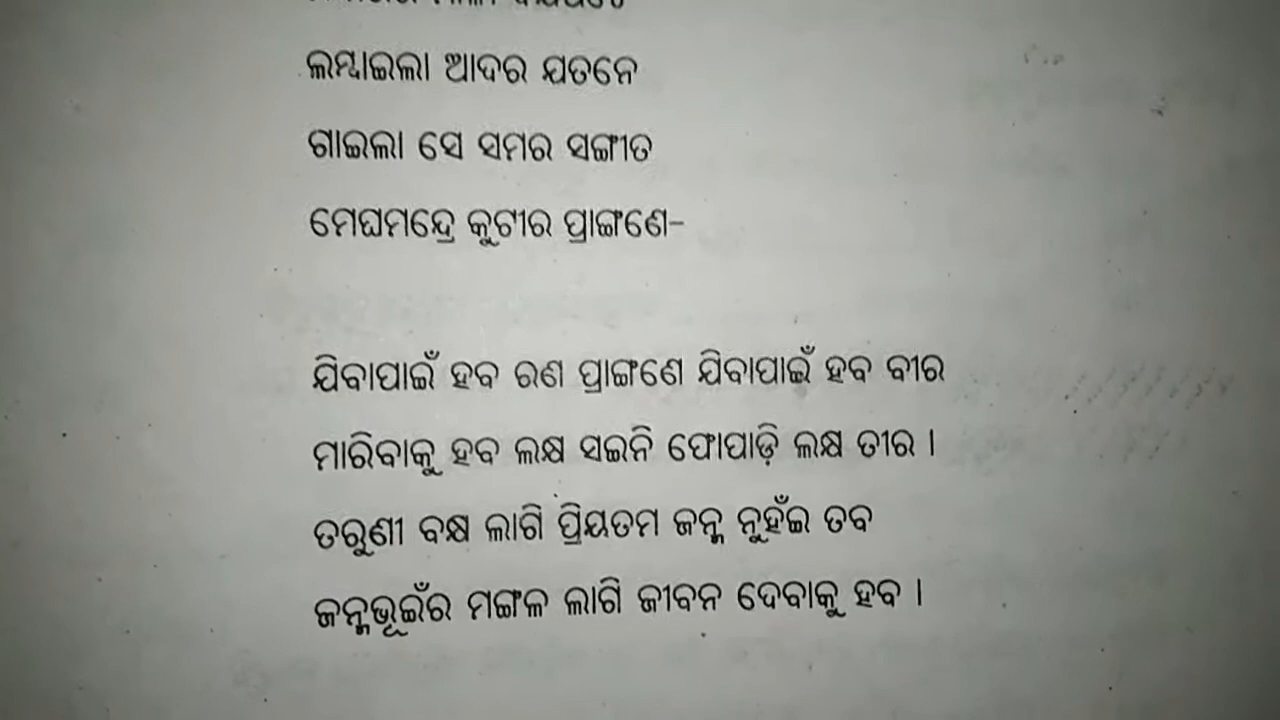 ଲମ୍ବାଇଲା ଆଦର ଯତନେ
ଗାଇଲା ସେ ସମର ସଙ୍ଗୀତ
ମେଘମନ୍ଦ୍ରେ କୁଟୀର ପ୍ରାଙ୍ଗଣେ-
ଯିବାପାଇଁ ହବ ରଣ ପ୍ରାଙ୍ଗଣେ ଯିବାପାଇଁ ହବ ବୀର
ମାରିବାକୁ ହବ ଲକ୍ଷ ସଇନି ଫୋପାଡ଼ି ଲକ୍ଷ ତୀର ।
ତରୁଣୀ ବକ୍ଷ ଲାଗି ପ୍ରିୟତମ ଜନ୍ମ ନୁହଁଇ ତବ
ଜନ୍ମଭୂଇଁର ମଙ୍ଗଳ ଲାଗି ଜୀବନ ଦେବାକୁ ହବ ।